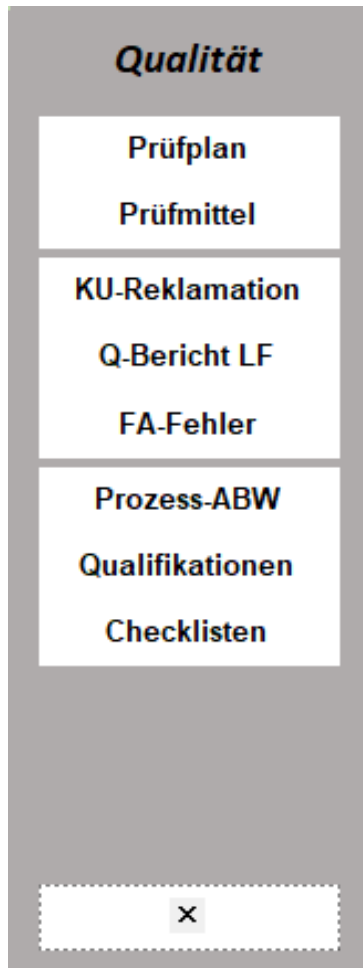 Qualität
Prüfplan
Prüfmittel
KU-Reklamation
Q-Bericht LF
FA-Fehler
Prozess-ABW
Qualifikationen
Checklisten
×